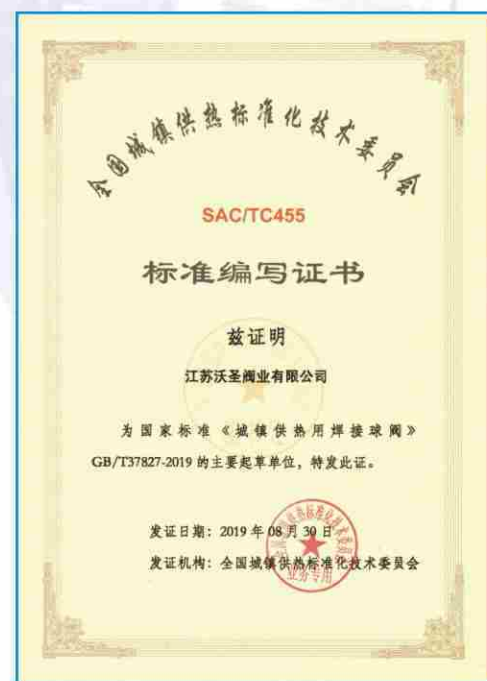 全国城镇供热标准化技术委员会
SAC/TC455
标准编写证书
兹证明
江苏沃圣阀业有限公司
为国家标准《城镇供热用焊接球阀》
GB/T37827-2019 的主要起草单位，特发此证。
发证日期：2019 年 08 月 30 日
发证机构：全国城镇供热标准化技术委员会
业务专用